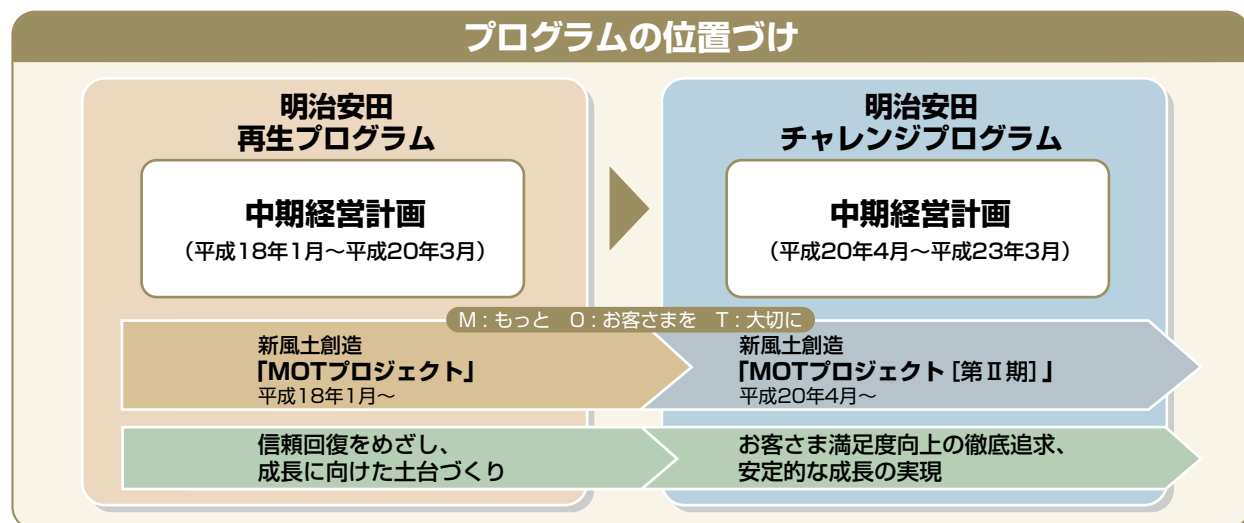 プログラムの位置づけ
明治安田
再生プログラム
中期経営計画
（平成18年1月～平成20年3月）
明治安田
チャレンジプログラム
中期経営計画
（平成20年4月～平成23年3月）
M：もっと　O：お客さまを　T：大切に
新風土創造
「MOTプロジェクト」
平成18年1月～
新風土創造
「MOTプロジェクト［第Ⅱ期］」
平成20年4月～
信頼回復をめざし、
成長に向けた土台づくり
お客さま満足度向上の徹底追求、
安定的な成長の実現